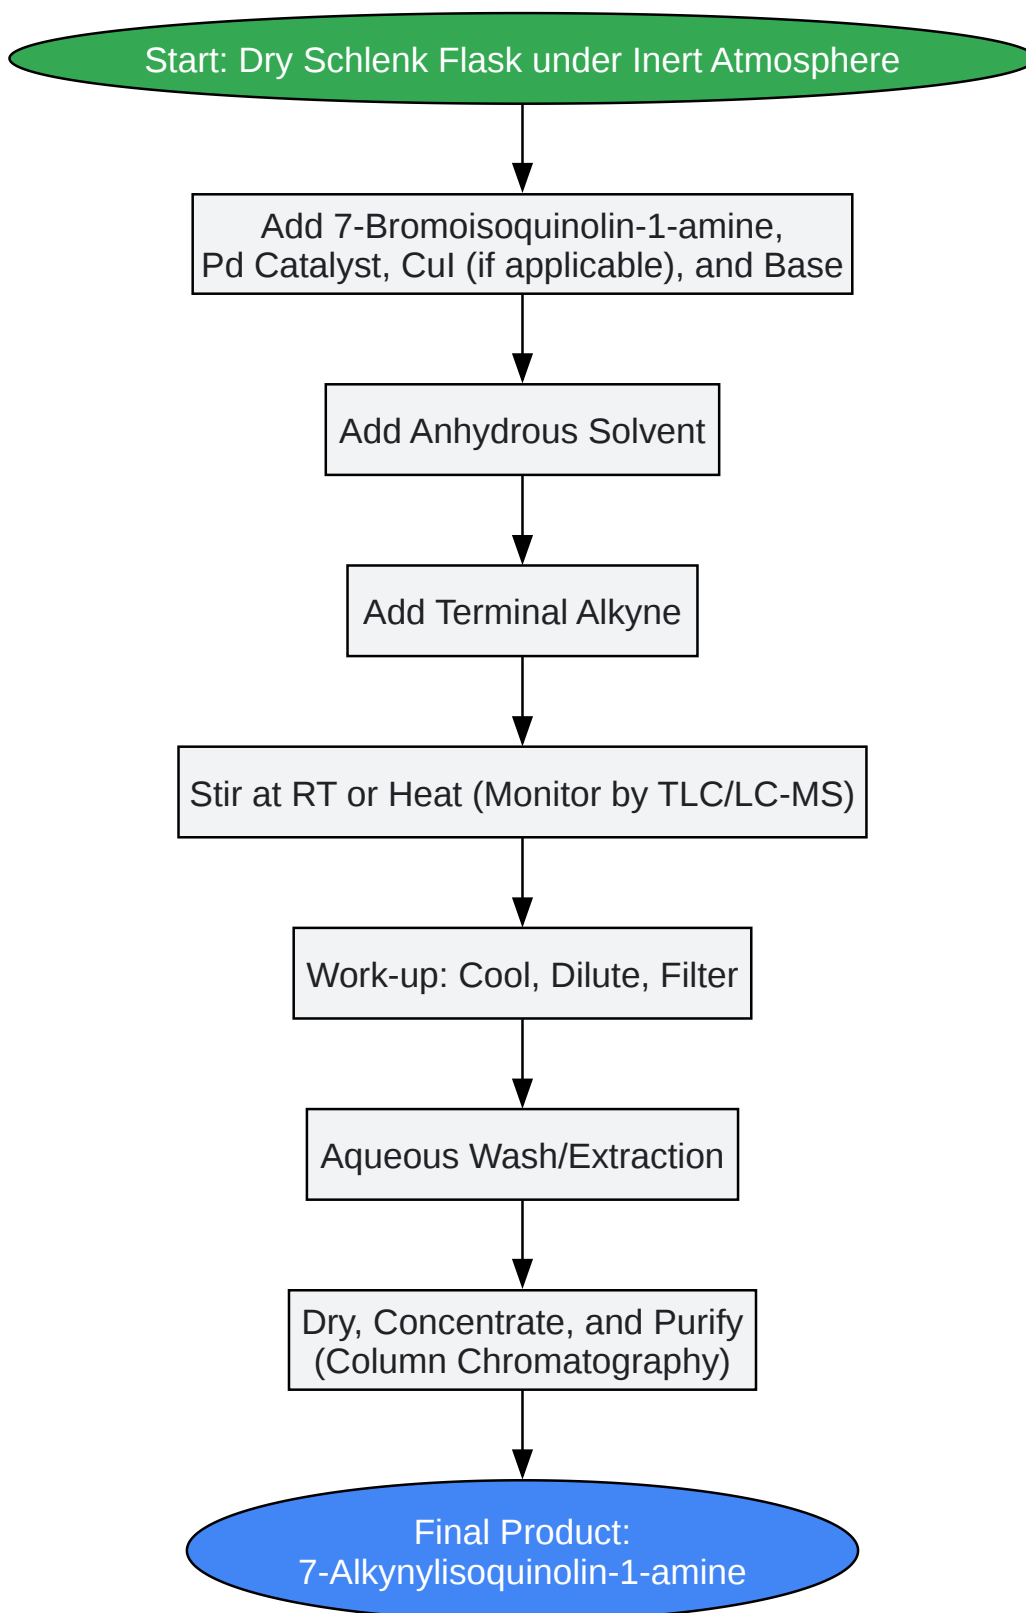 Start: Dry Schlenk Flask under Inert Atmosphere
Add 7-Bromoisoquinolin-1-amine,
Pd Catalyst, CuI (if applicable), and Base
Add Anhydrous Solvent
Add Terminal Alkyne
Stir at RT or Heat (Monitor by TLC/LC-MS)
Work-up: Cool, Dilute, Filter
Aqueous Wash/Extraction
Dry, Concentrate, and Purify
(Column Chromatography)
Final Product:
7-Alkynylisoquinolin-1-amine